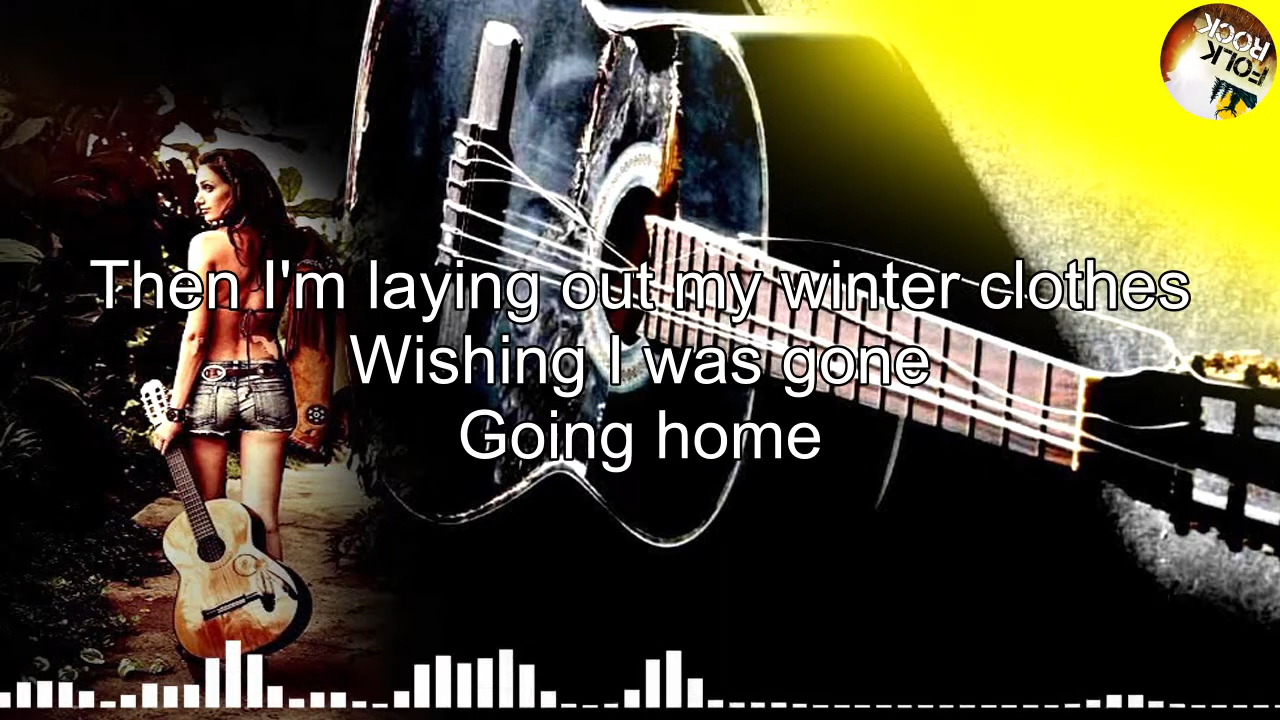 Then I'm laying out my winter clothes
Wishing I was gone
Going home
FOLK
ROCK